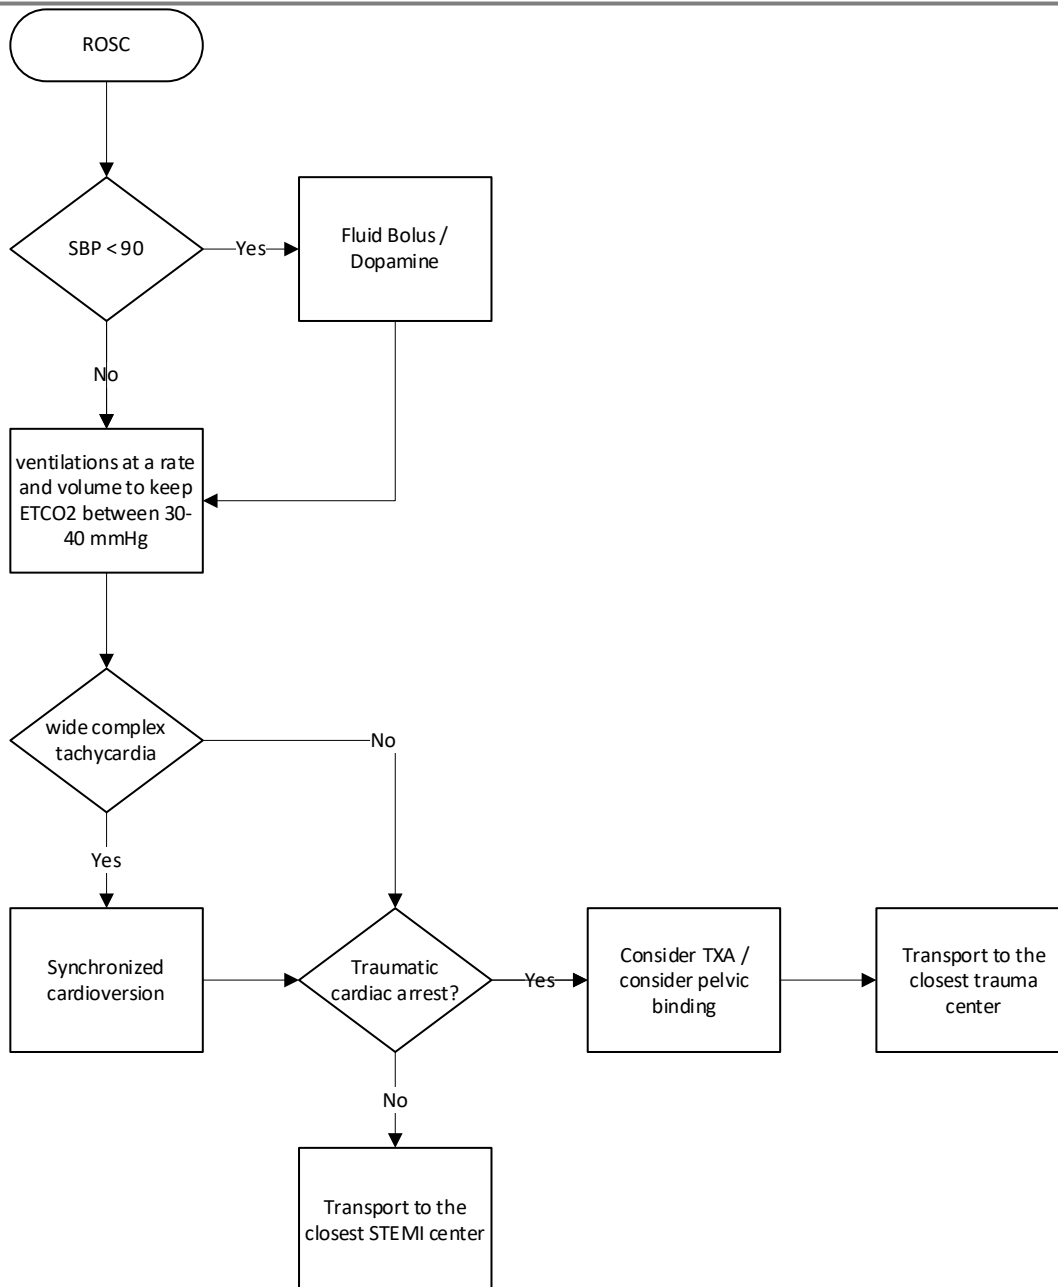 ROSC
SBP < 90
Yes
Fluid Bolus /
Dopamine
No
ventilations at a rate
and volume to keep
ETCO2 between 30-
40 mmHg
wide complex
tachycardia
No
Yes
Synchronized
cardioversion
Traumatic
cardiac arrest?
Yes
Consider TXA /
consider pelvic
binding
Transport to the
closest trauma
center
No
Transport to the
closest STEMI center